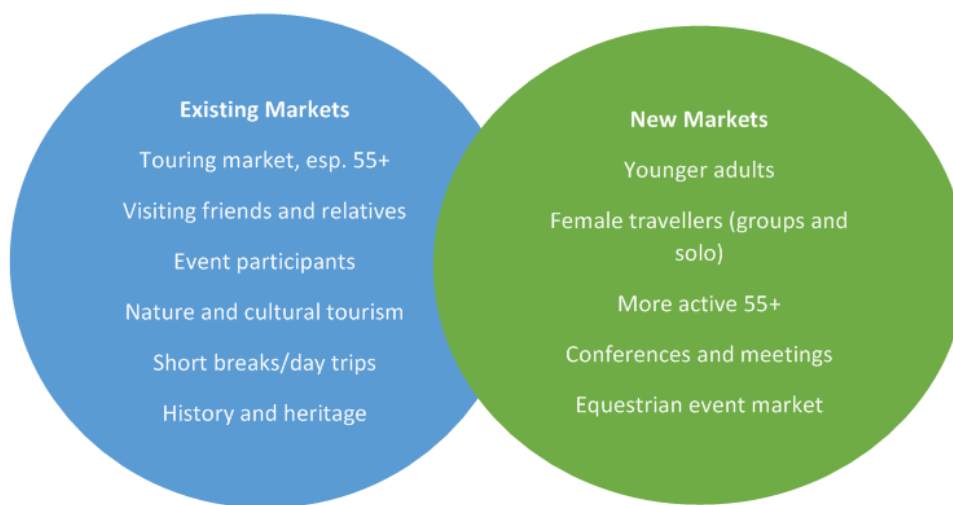 Existing Markets
Touring market, esp. 55+
Visiting friends and relatives
Event participants
Nature and cultural tourism
Short breaks/day trips
History and heritage
New Markets
Younger adults
Female travellers (groups and
solo)
More active 55+
Conferences and meetings
Equestrian event market